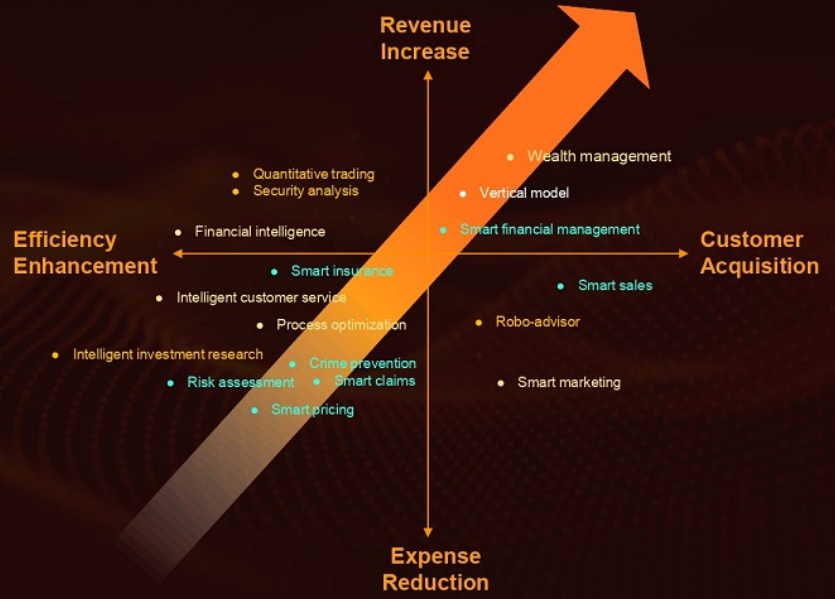 Revenue
Increase
Wealth management
Quantitative trading
Security analysis
Vertical model
Financial intelligence
Smart financial management
Efficiency
Enhancement
Customer
Acquisition
Smart insurance
Smart sales
Intelligent customer service
Process optimization
Robo-advisor
Intelligent investment research
Crime prevention
Risk assessment
Smart claims
Smart marketing
Smart pricing
Expense
Reduction